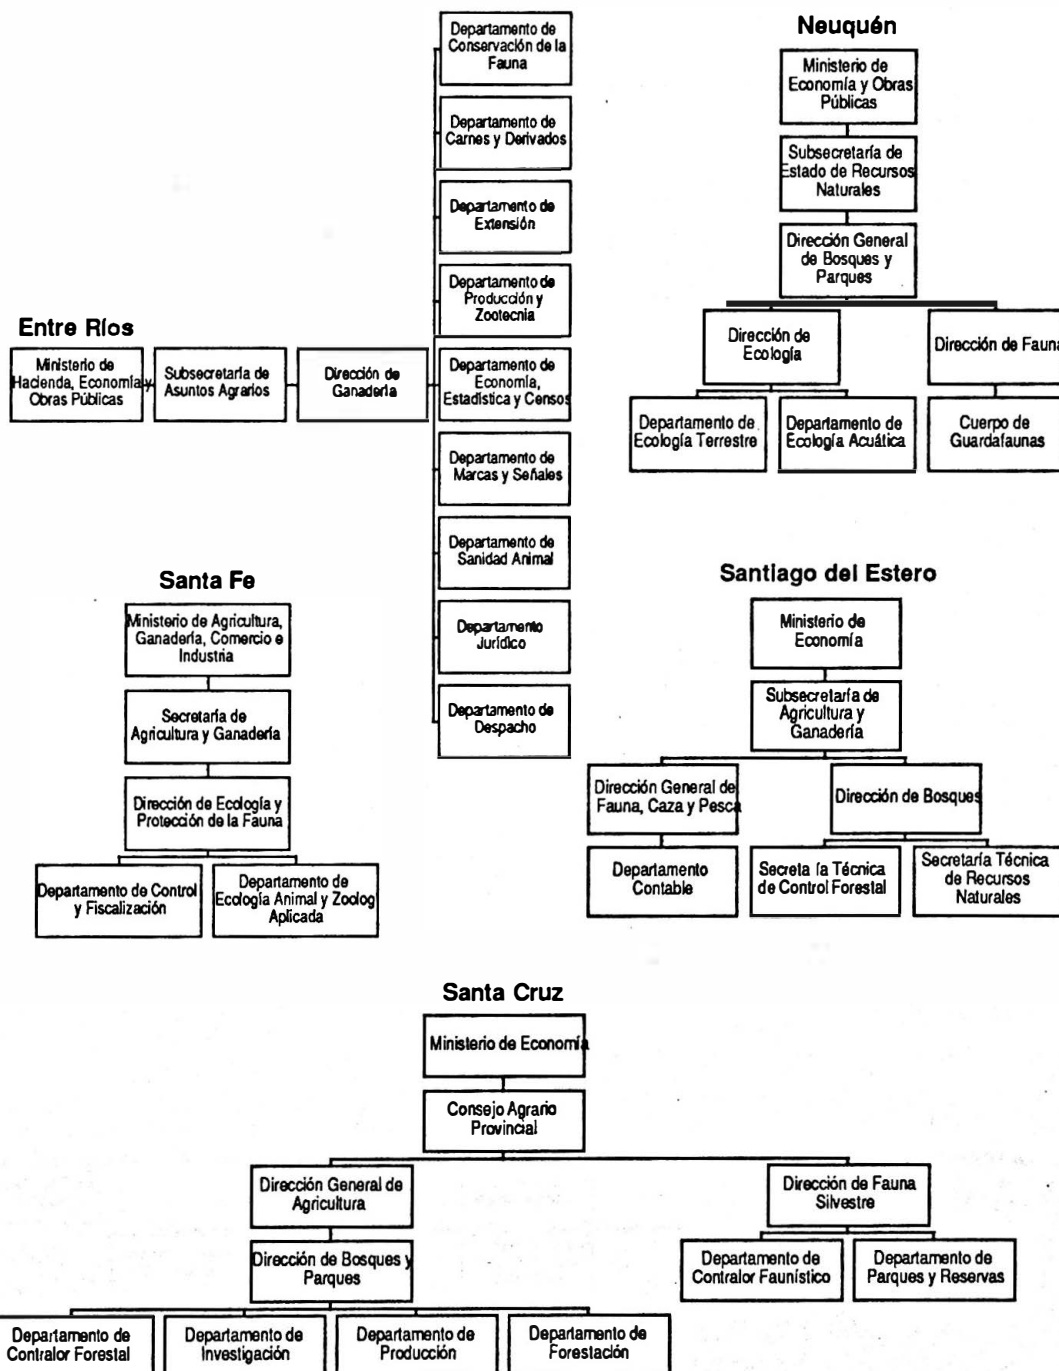 Entre Ríos
Ministerio de
Hacienda, Economía y
Obras Públicas
Subsecretaría de
Asuntos Agrarios
Dirección de
Ganadería
Departamento de
Conservación de la
Fauna
Departamento de
Carnes y Derivados
Departamento de
Extensión
Departamento de
Producción y
Zootecnia
Departamento de
Economía,
Estadística y Censos
Departamento de
Marcas y Señales
Departamento de
Sanidad Animal
Departamento
Jurídico
Departamento de
Despacho
Neuquén
Ministerio de
Economía y Obras
Públicas
Subsecretaría de
Estado de Recursos
Naturales
Dirección General
de Bosques y
Parques
Dirección de
Ecología
Dirección de Fauna
Departamento de
Ecología Terrestre
Departamento de
Ecología Acuática
Cuerpo de
Guardafaunas
Santa Fe
Ministerio de Agricultura,
Ganadería, Comercio e
Industria
Secretaría de
Agricultura y Ganadería
Dirección de Ecología y
Protección de la Fauna
Departamento de Control
y Fiscalización
Departamento de
Ecología Animal y Zoolog
Aplicada
Santiago del Estero
Ministerio de
Economía
Subsecretaría de
Agricultura y
Ganadería
Dirección General de
Fauna, Caza y Pesca
Dirección de Bosques
Departamento
Contable
Secreta ía Técnica
de Control Forestal
Secretaría Técnica
de Recursos
Naturales
Santa Cruz
Ministerio de Economía
Consejo Agrario
Provincial
Dirección General de
Agricultura
Dirección de Fauna
Silvestre
Dirección de Bosques y
Parques
Departamento de
Contralor Faunístico
Departamento de
Parques y Reservas
Departamento de
Contralor Forestal
Departamento de
Investigación
Departamento de
Producción
Departamento de
Forestación